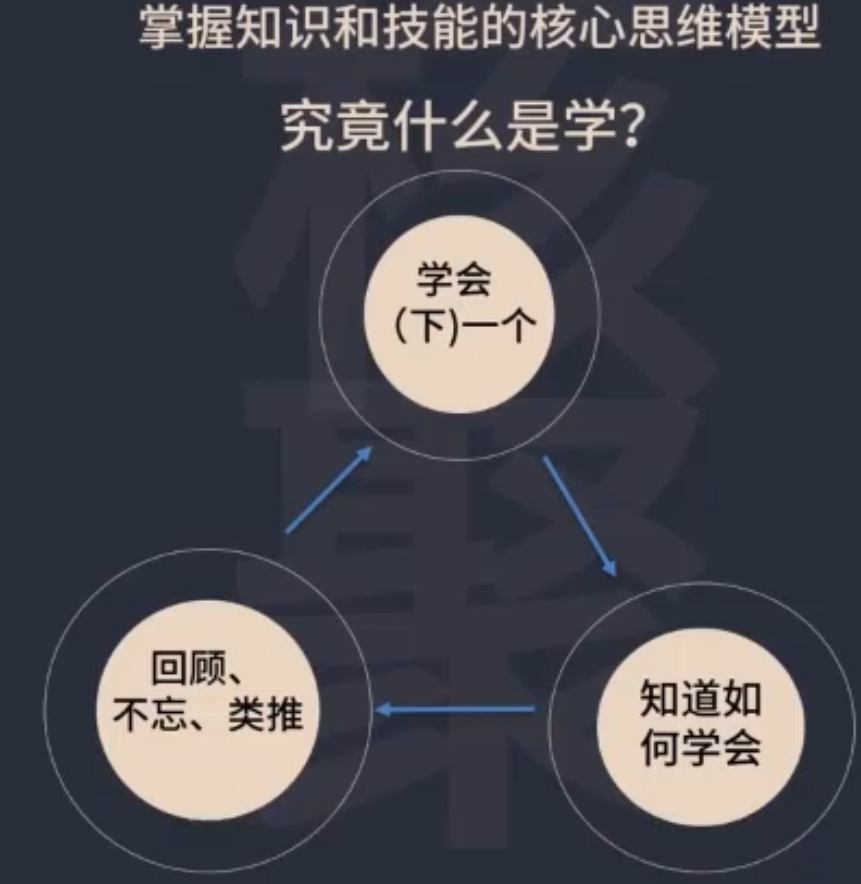 掌握知识和技能的核心思维模型
究竟什么是学？
学会
（下)一个
回顾、
不忘、类推
知道如
何学会